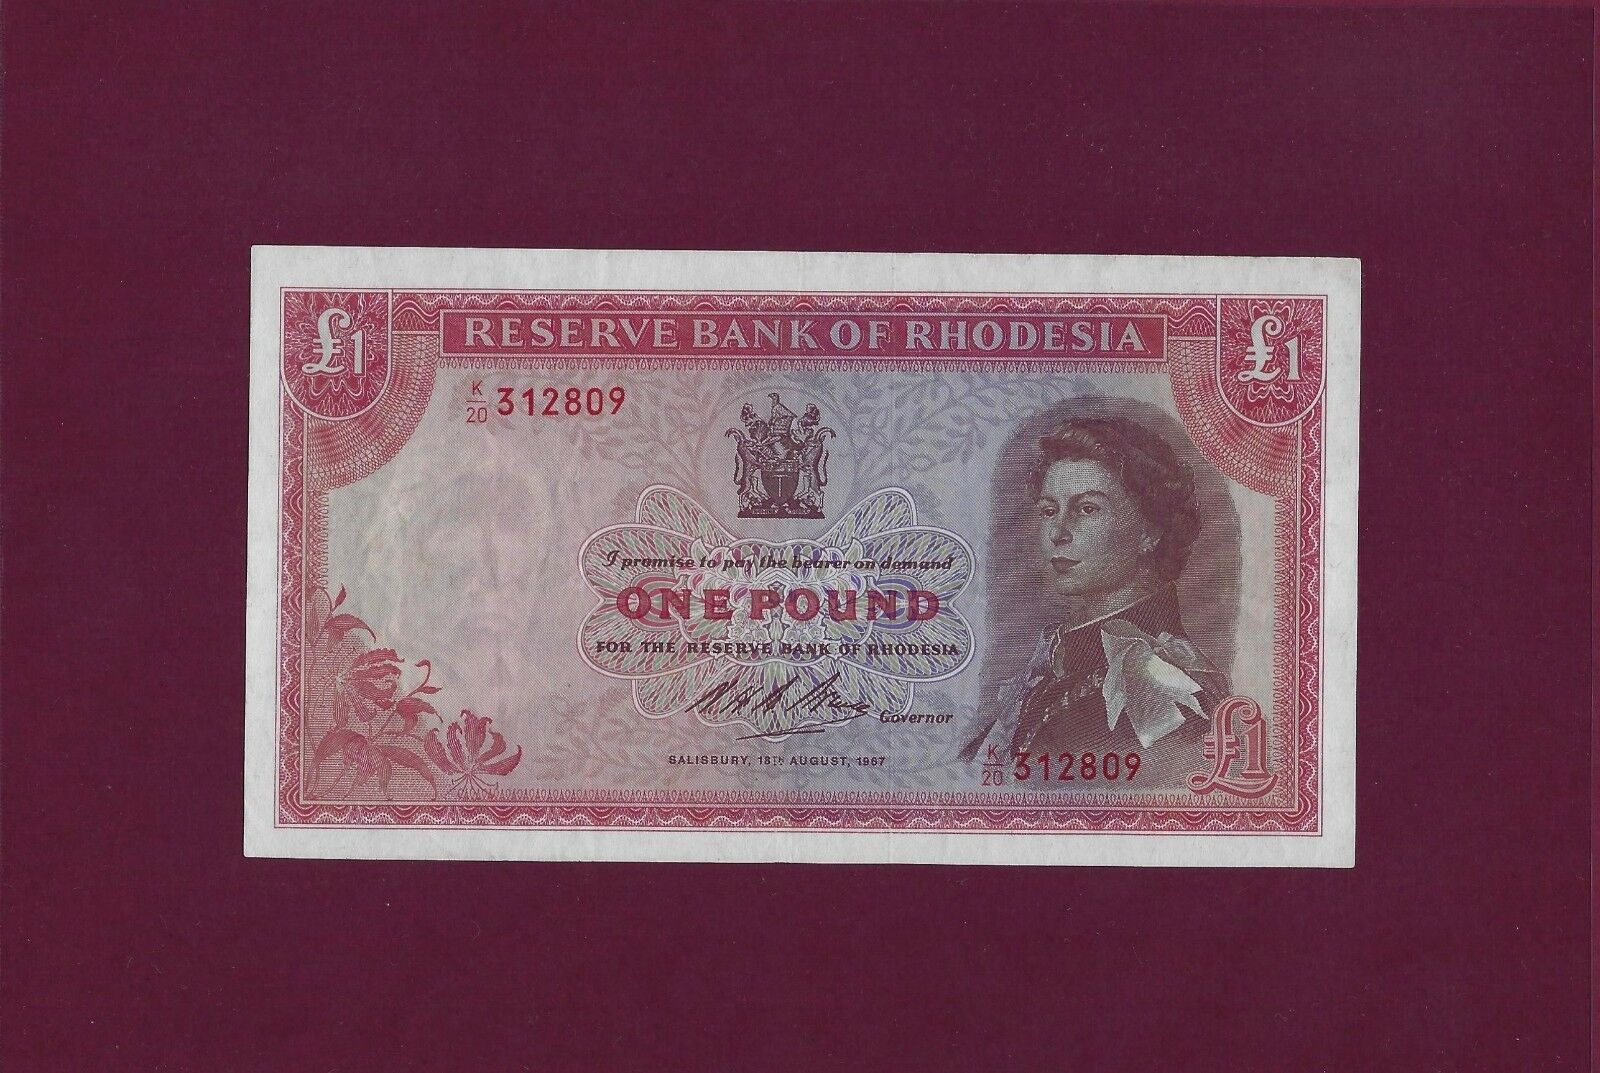 £1 RESERVE BANK OF RHODESIA £1
K/20 312809
I promise to pay the bearer on demand
ONE POUND
FOR THE RESERVE BANK OF RHODESIA
Governor
SALISBURY, 18TH AUGUST, 1967
K/20 312809 £1